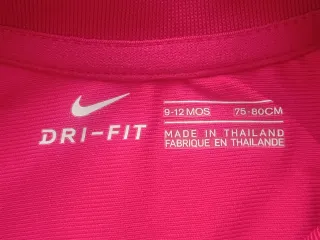 DRI-FIT
9-12 MOS 75-80CM
MADE IN THAILAND
FABRIQUE EN THAILANDE